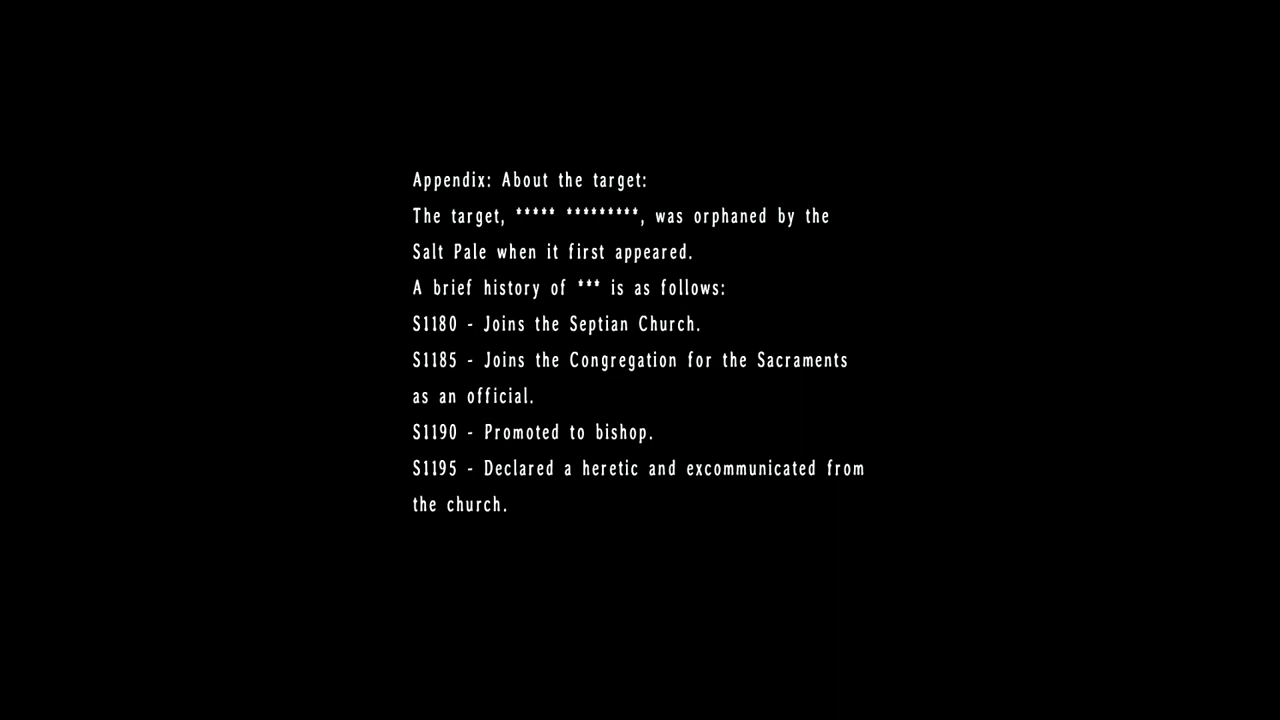 Appendix: About the target:
The target, ***** *********, was orphaned by the
Salt Pale when it first appeared.
A brief history of *** is as follows:
S1180 - Joins the Septian Church.
S1185 - Joins the Congregation for the Sacraments
as an official.
S1190 - Promoted to bishop.
S1195 - Declared a heretic and excommunicated from
the church.